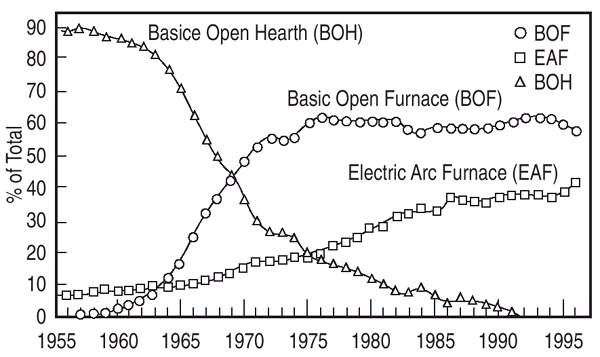 90
80
70
60
50
40
30
20
10
0
% of Total
Basice Open Hearth (BOH)
BOF
EAF
BOH
Basic Open Furnace (BOF)
Electric Arc Furnace (EAF)
1955 1960 1965 1970 1975 1980 1985 1990 1995